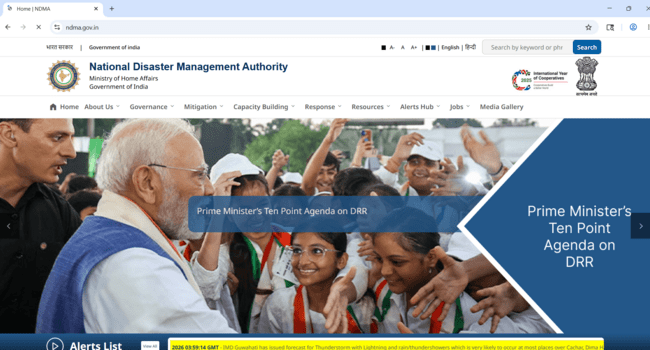 Home | NDMA
ndma.gov.in
भारत सरकार | Government of india
A- A A+ | English | हिन्दी
Search by keyword or phr
Search
National Disaster Management Authority
Ministry of Home Affairs
Government of India
2025
International Year
of Cooperatives
सत्यमेव जयते
Home About Us Governance Mitigation Capacity Building Response Resources Alerts Hub Jobs Media Gallery
Prime Minister's Ten Point Agenda on DRR
Prime Minister's
Ten Point
Agenda on
DRR
Alerts List
View All
2026 03:59:14 GMT - IMD Guwahati has issued forecast for Thunderstorm with Lightning and rain/thundershowers which is very likely to occur at most places over Cachar, Dima H